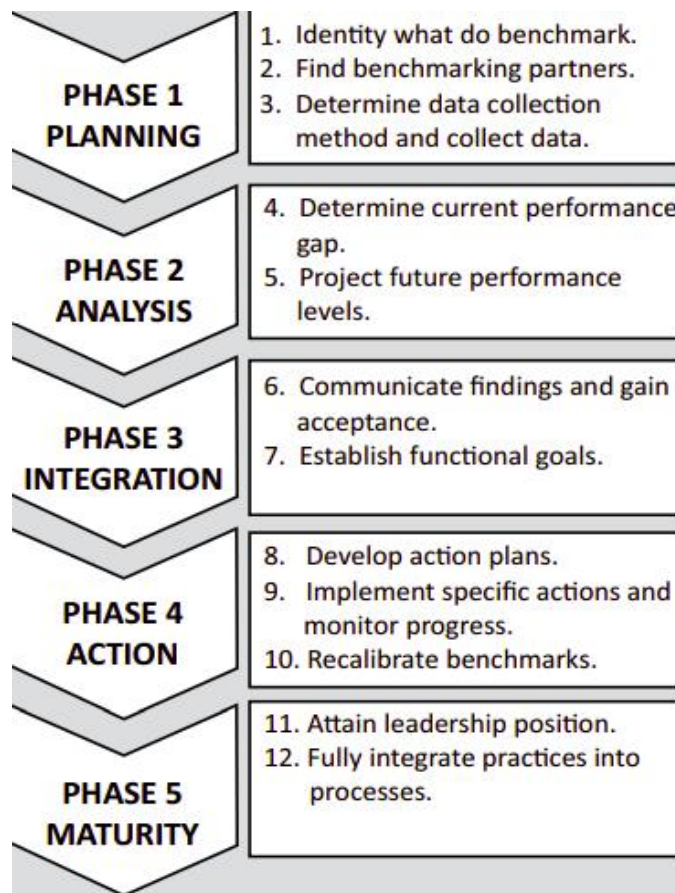 PHASE 1
PLANNING
1. Identity what do benchmark.
2. Find benchmarking partners.
3. Determine data collection
method and collect data.
PHASE 2
ANALYSIS
4. Determine current performance
gap.
5. Project future performance
levels.
PHASE 3
INTEGRATION
6. Communicate findings and gain
acceptance.
7. Establish functional goals.
PHASE 4
ACTION
8. Develop action plans.
9. Implement specific actions and
monitor progress.
10. Recalibrate benchmarks.
PHASE 5
MATURITY
11. Attain leadership position.
12. Fully integrate practices into
processes.